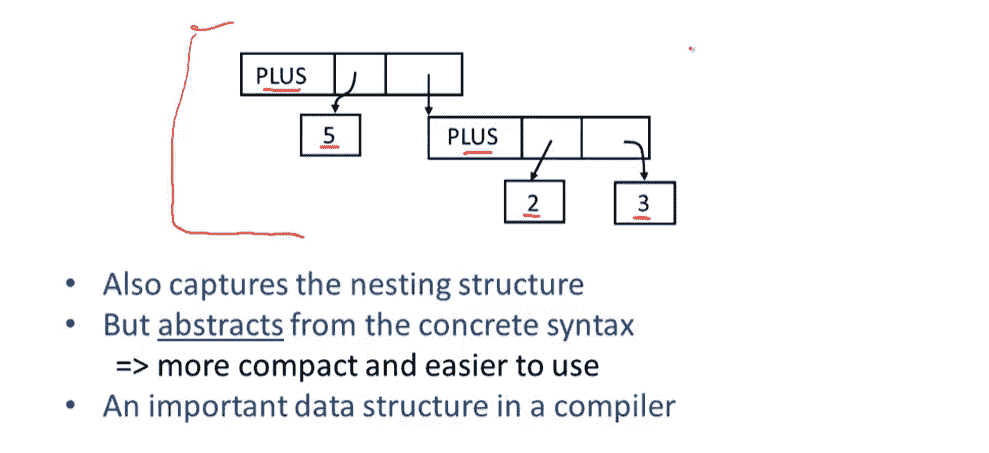 PLUS
5
PLUS
2
3
• Also captures the nesting structure
• But abstracts from the concrete syntax
=> more compact and easier to use
• An important data structure in a compiler